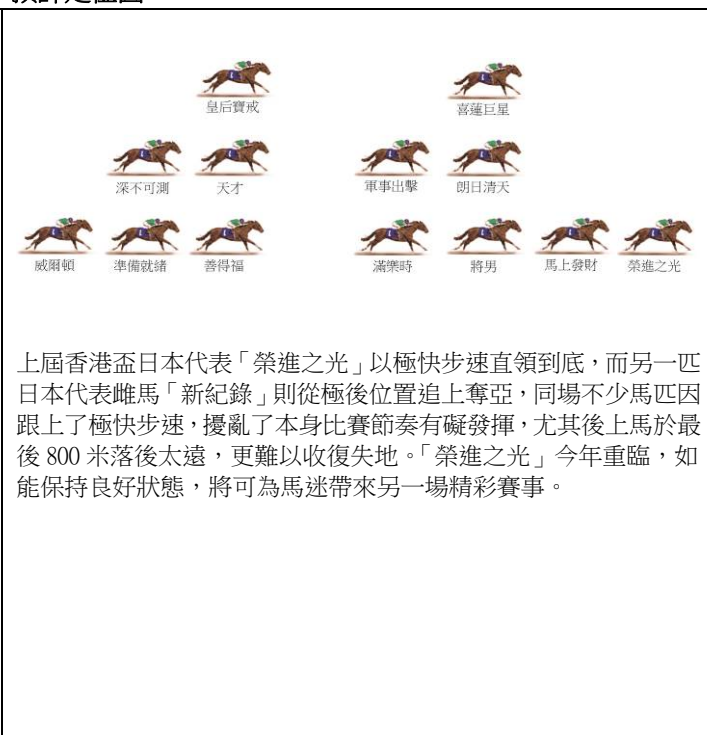 皇后寶戒 喜蓮巨星
深不可測 天才 軍事出擊 朗日清天
威爾頓 準備就緒 善得福 滿樂時 將男 馬上發財 榮進之光
上屆香港盃日本代表「榮進之光」以極快步速直領到底，而另一匹
日本代表雌馬「新紀錄」則從極後位置追上奪亞，同場不少馬匹因
跟上了極快步速，擾亂了本身比賽節奏有礙發揮，尤其後上馬於最
後 800 米落後太遠，更難以收復失地。「榮進之光」今年重臨，如
能保持良好狀態，將可為馬迷帶來另一場精彩賽事。